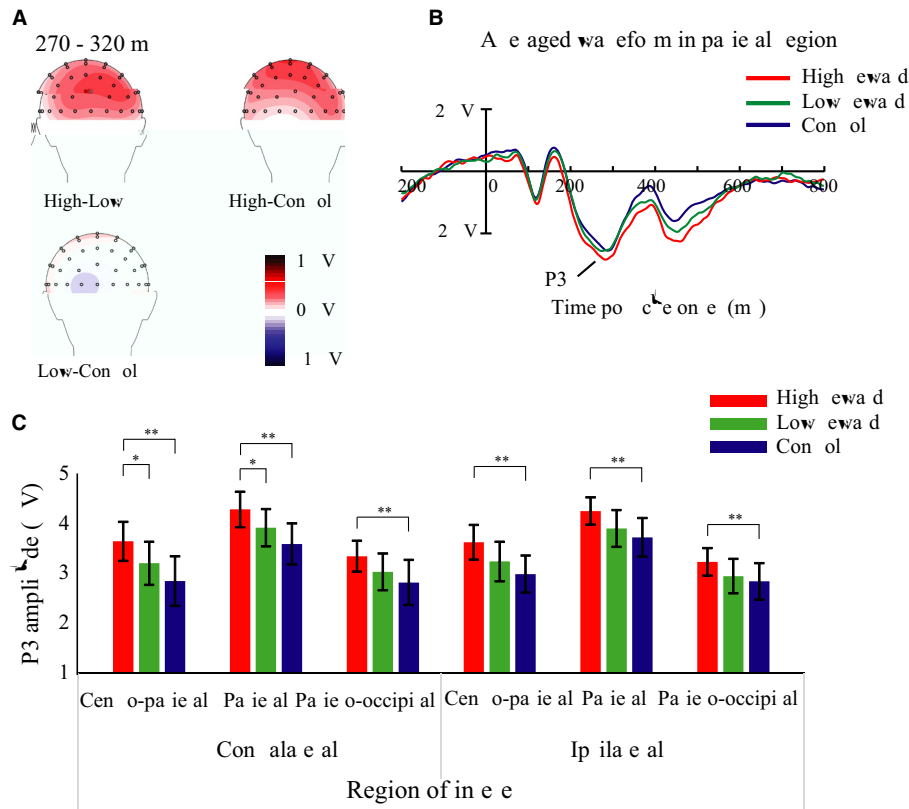 A
270 - 320 m
High-Low
High-Con ol
Low-Con ol
1 V
0 V
1 V
B
A e aged wa efo m in pa ie al egion
High ewa d
Low ewa d
Con ol
2 V
2 V
200 0 200 400 600 800
P3
Time po c e on e (m )
C
High ewa d
Low ewa d
Con ol
** ** ** ** ** **
* *
P3 ampli de ( V)
5
4
3
2
1
Cen o-pa ie al Pa ie al Pa ie o-occipi al Cen o-pa ie al Pa ie al Pa ie o-occipi al
Con ala e al Ip ila e al
Region of in e e